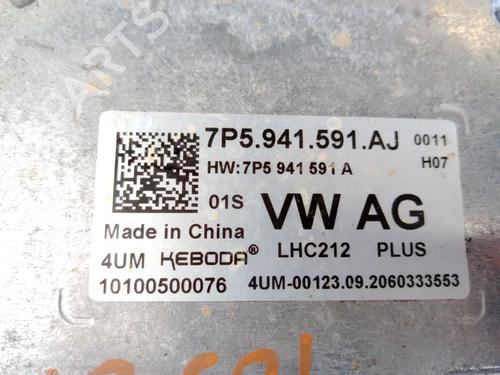 7P5.941.591.AJ 0011
HW:7P5 941 591 A H07
01S VW AG
Made in China
4UM KEBODA® LHC212 PLUS
10100500076 4UM-00123.09.2060333553